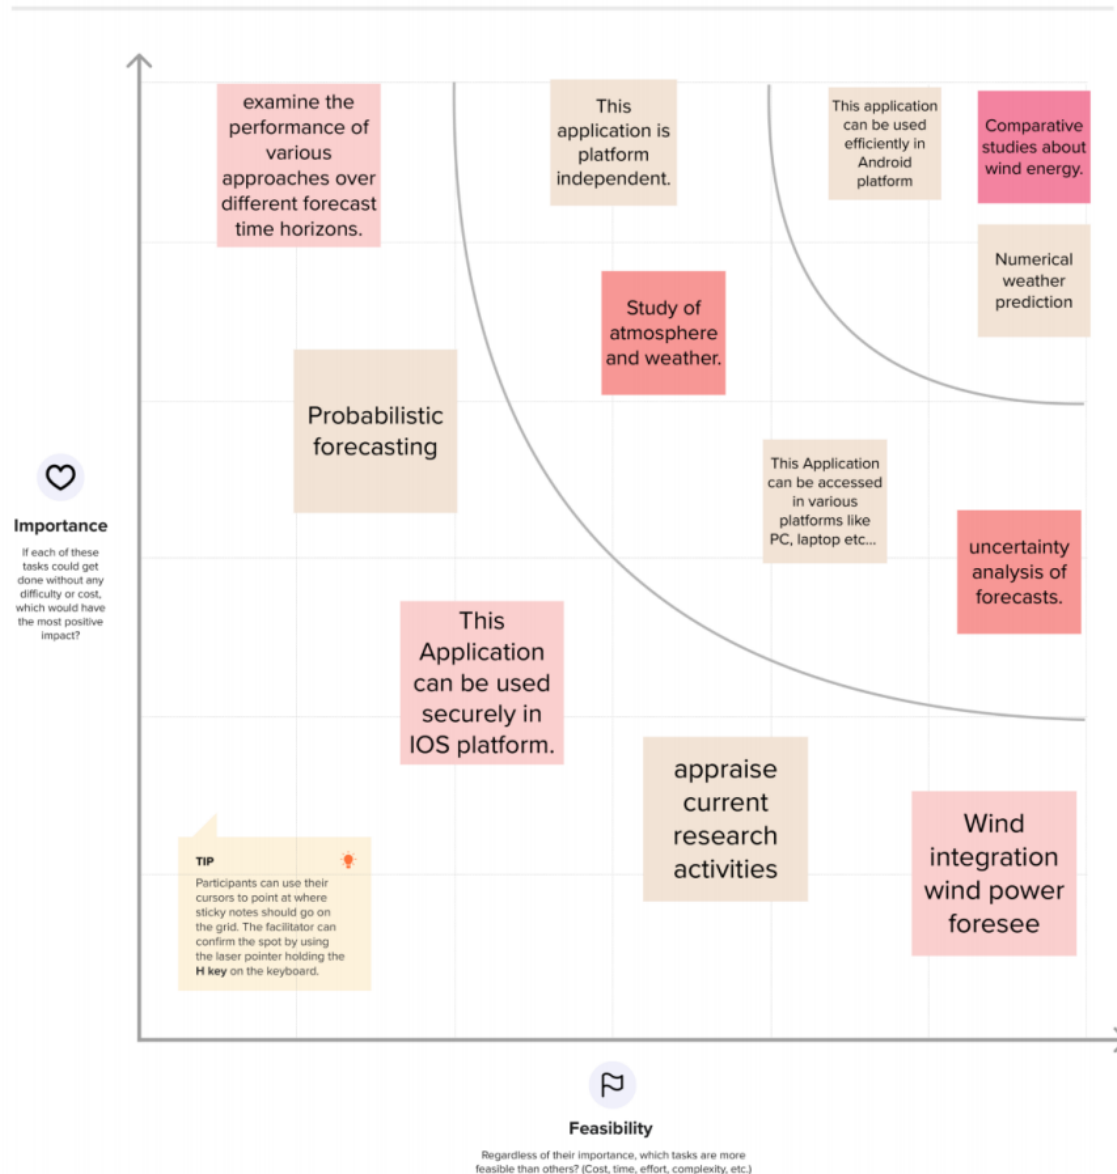 examine the
performance of
various
approaches over
different forecast
time horizons.
This
application is
platform
independent.
This application
can be used
efficiently in
Android
platform
Comparative
studies about
wind energy.
Numerical
weather
prediction
Study of
atmosphere
and weather.
Probabilistic
forecasting
This Application
can be accessed
in various
platforms like
PC, laptop etc...
Importance
If each of these
tasks could get
done without any
difficulty or cost,
which would have
the most positive
impact?
uncertainty
analysis of
forecasts.
This
Application
can be used
securely in
IOS platform.
appraise
current
research
activities
Wind
integration
wind power
foresee
TIP
Participants can use their
cursors to point at where
sticky notes should go on
the grid. The facilitator can
confirm the spot by using
the laser pointer holding the
H key on the keyboard.
Feasibility
Regardless of their importance, which tasks are more
feasible than others? (Cost, time, effort, complexity, etc.)